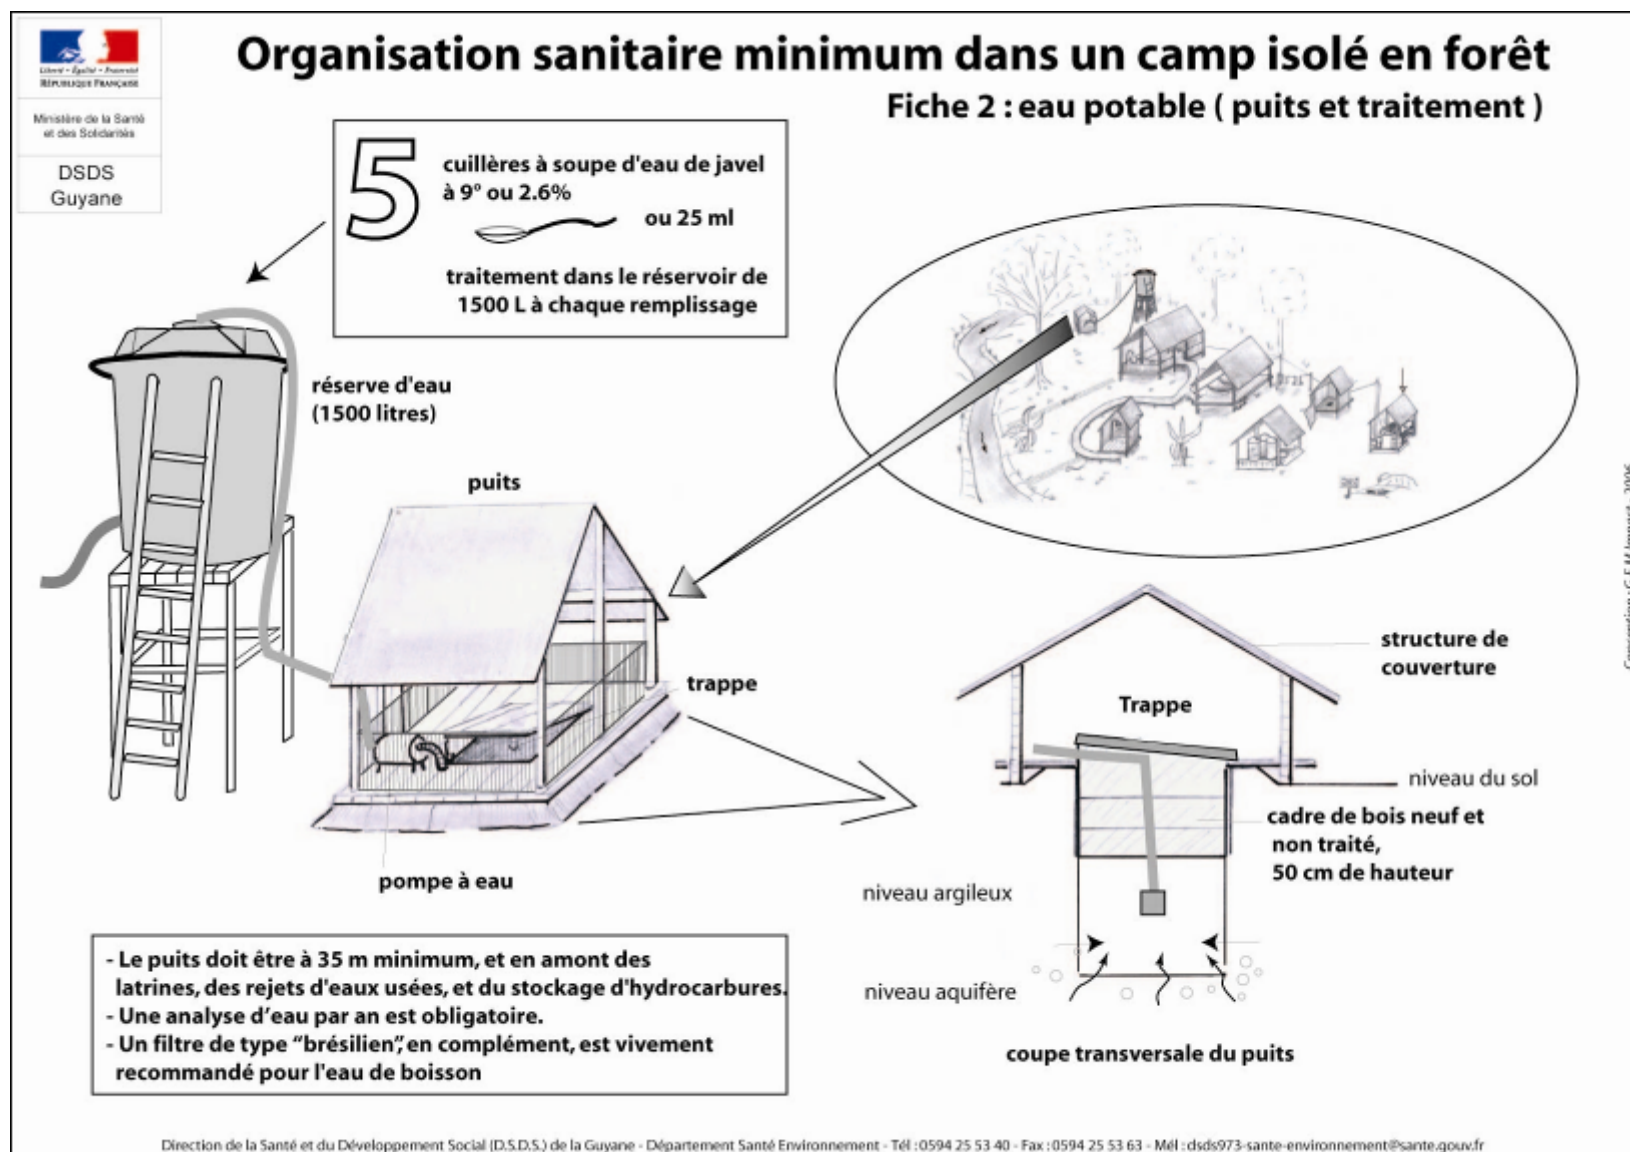 Liberté • Égalité • Fraternité
RÉPUBLIQUE FRANÇAISE
Ministère de la Santé
et des Solidarités
DSDS
Guyane
Organisation sanitaire minimum dans un camp isolé en forêt
Fiche 2 : eau potable ( puits et traitement )
5 cuillères à soupe d'eau de javel
à 9° ou 2.6%
ou 25 ml
traitement dans le réservoir de
1500 L à chaque remplissage
réserve d'eau
(1500 litres)
puits
trappe
pompe à eau
structure de
couverture
Trappe
niveau du sol
cadre de bois neuf et
non traité,
50 cm de hauteur
niveau argileux
niveau aquifère
coupe transversale du puits
- Le puits doit être à 35 m minimum, et en amont des
latrines, des rejets d'eaux usées, et du stockage d'hydrocarbures.
- Une analyse d'eau par an est obligatoire.
- Un filtre de type “brésilien”, en complément, est vivement
recommandé pour l'eau de boisson
Direction de la Santé et du Développement Social (D.S.D.S.) de la Guyane - Département Santé Environnement - Tél : 0594 25 53 40 - Fax : 0594 25 53 63 - Mél : dsds973-sante-environnement@sante.gouv.fr